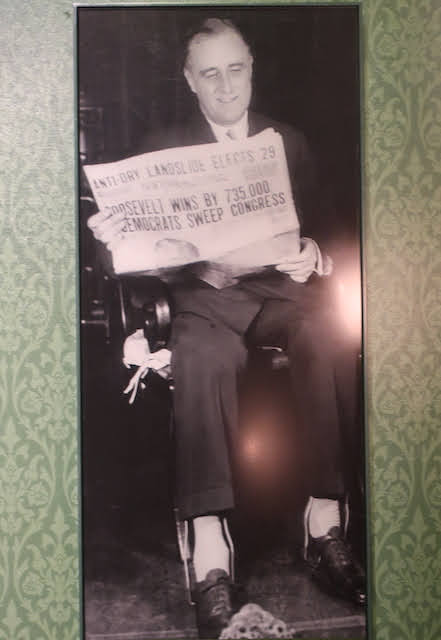 ANTI-DRY LANDSLIDE ELECTS 29
ROOSEVELT WINS BY 735,000
DEMOCRATS SWEEP CONGRESS